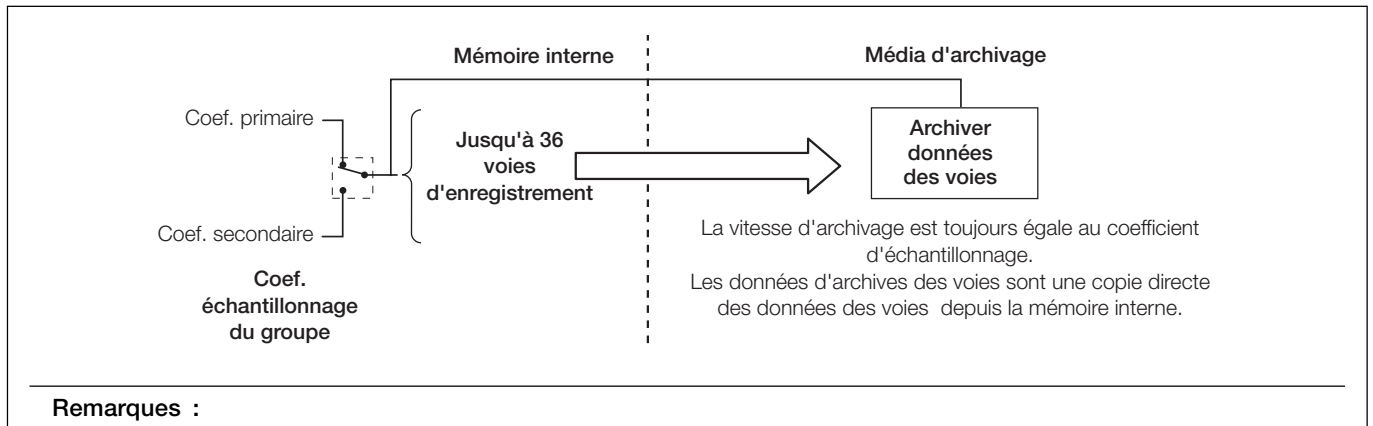 Mémoire interne
Média d'archivage
Coef. primaire
Coef. secondaire
Coef.
échantillonnage
du groupe
Jusqu'à 36
voies
d'enregistrement
Archiver
données
des voies
La vitesse d'archivage est toujours égale au coefficient
d'échantillonnage.
Les données d'archives des voies sont une copie directe
des données des voies depuis la mémoire interne.
Remarques :